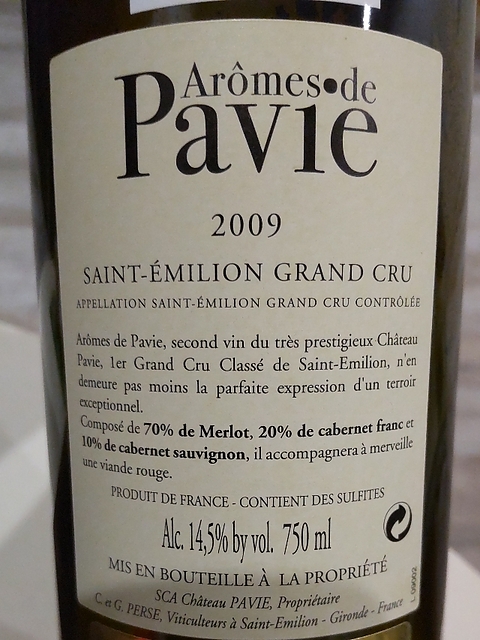 Arômes•de
Pavie
2009
SAINT-ÉMILION GRAND CRU
APPELLATION SAINT-ÉMILION GRAND CRU CONTRÔLÉE
Arômes de Pavie, second vin du très prestigieux Château
Pavie, 1er Grand Cru Classé de Saint-Emilion, n'en
demeure pas moins la parfaite expression d'un terroir
exceptionnel.
Composé de 70% de Merlot, 20% de cabernet franc et
10% de cabernet sauvignon, il accompagnera à merveille
une viande rouge.
PRODUIT DE FRANCE - CONTIENT DES SULFITES
Alc. 14,5% by vol. 750 ml
MIS EN BOUTEILLE À LA PROPRIÉTÉ
SCA Château PAVIE, Propriétaire
C. et G. PERSE, Viticulteurs à Saint-Emilion - Gironde - France
L 09002